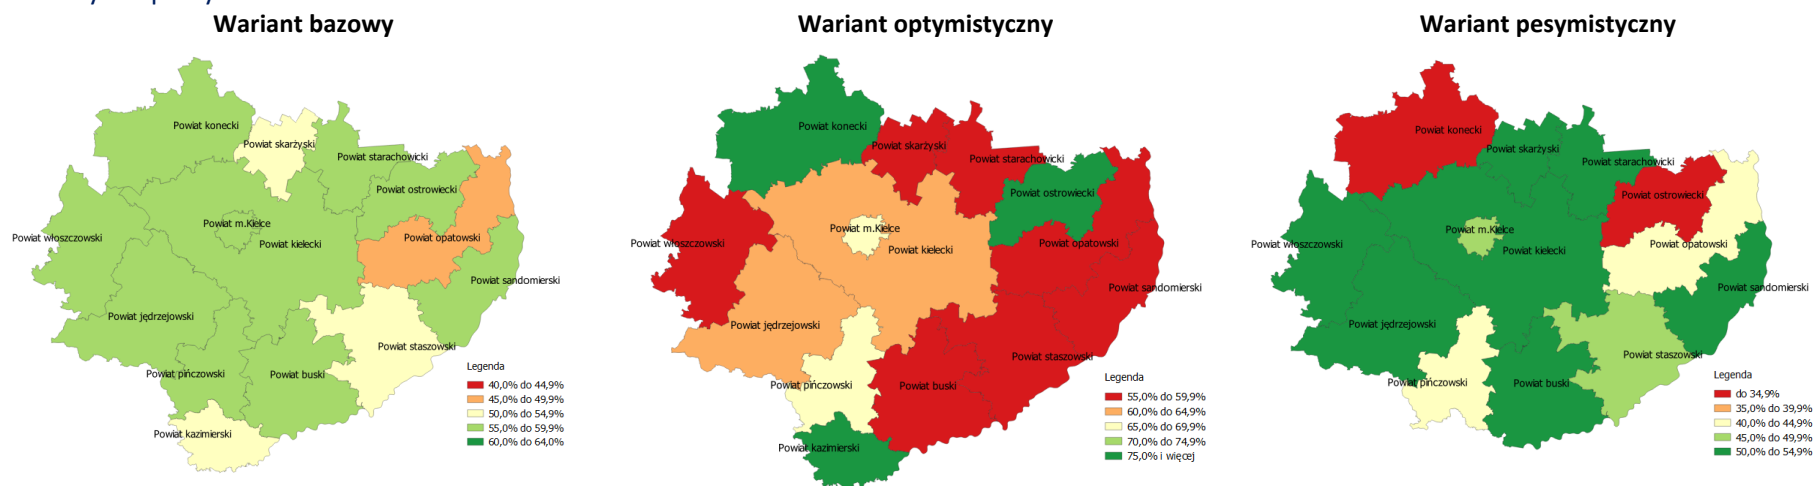 Wariant bazowy
Powiat konecki
Powiat skarżyski
Powiat starachowicki
Powiat ostrowiecki
Powiat m.Kielce
Powiat kielecki
Powiat opatowski
Powiat włoszczowski
Powiat sandomierski
Powiat jędrzejowski
Powiat staszowski
Powiat pińczowski
Powiat buski
Powiat kazimierski
Legenda
40,0% do 44,9%
45,0% do 49,9%
50,0% do 54,9%
55,0% do 59,9%
60,0% do 64,0%
Wariant optymistyczny
Powiat konecki
Powiat skarżyski
Powiat starachowicki
Powiat ostrowiecki
Powiat m.Kielce
Powiat kielecki
Powiat opatowski
Powiat włoszczowski
Powiat sandomierski
Powiat jędrzejowski
Powiat staszowski
Powiat pińczowski
Powiat buski
Powiat kazimierski
Legenda
55,0% do 59,9%
60,0% do 64,9%
65,0% do 69,9%
70,0% do 74,9%
75,0% i więcej
Wariant pesymistyczny
Powiat konecki
Powiat skarżyski
Powiat starachowicki
Powiat ostrowiecki
Powiat m.Kielce
Powiat kielecki
Powiat opatowski
Powiat włoszczowski
Powiat sandomierski
Powiat jędrzejowski
Powiat staszowski
Powiat pińczowski
Powiat buski
Legenda
do 34,9%
35,0% do 39,9%
40,0% do 44,9%
45,0% do 49,9%
50,0% do 54,9%